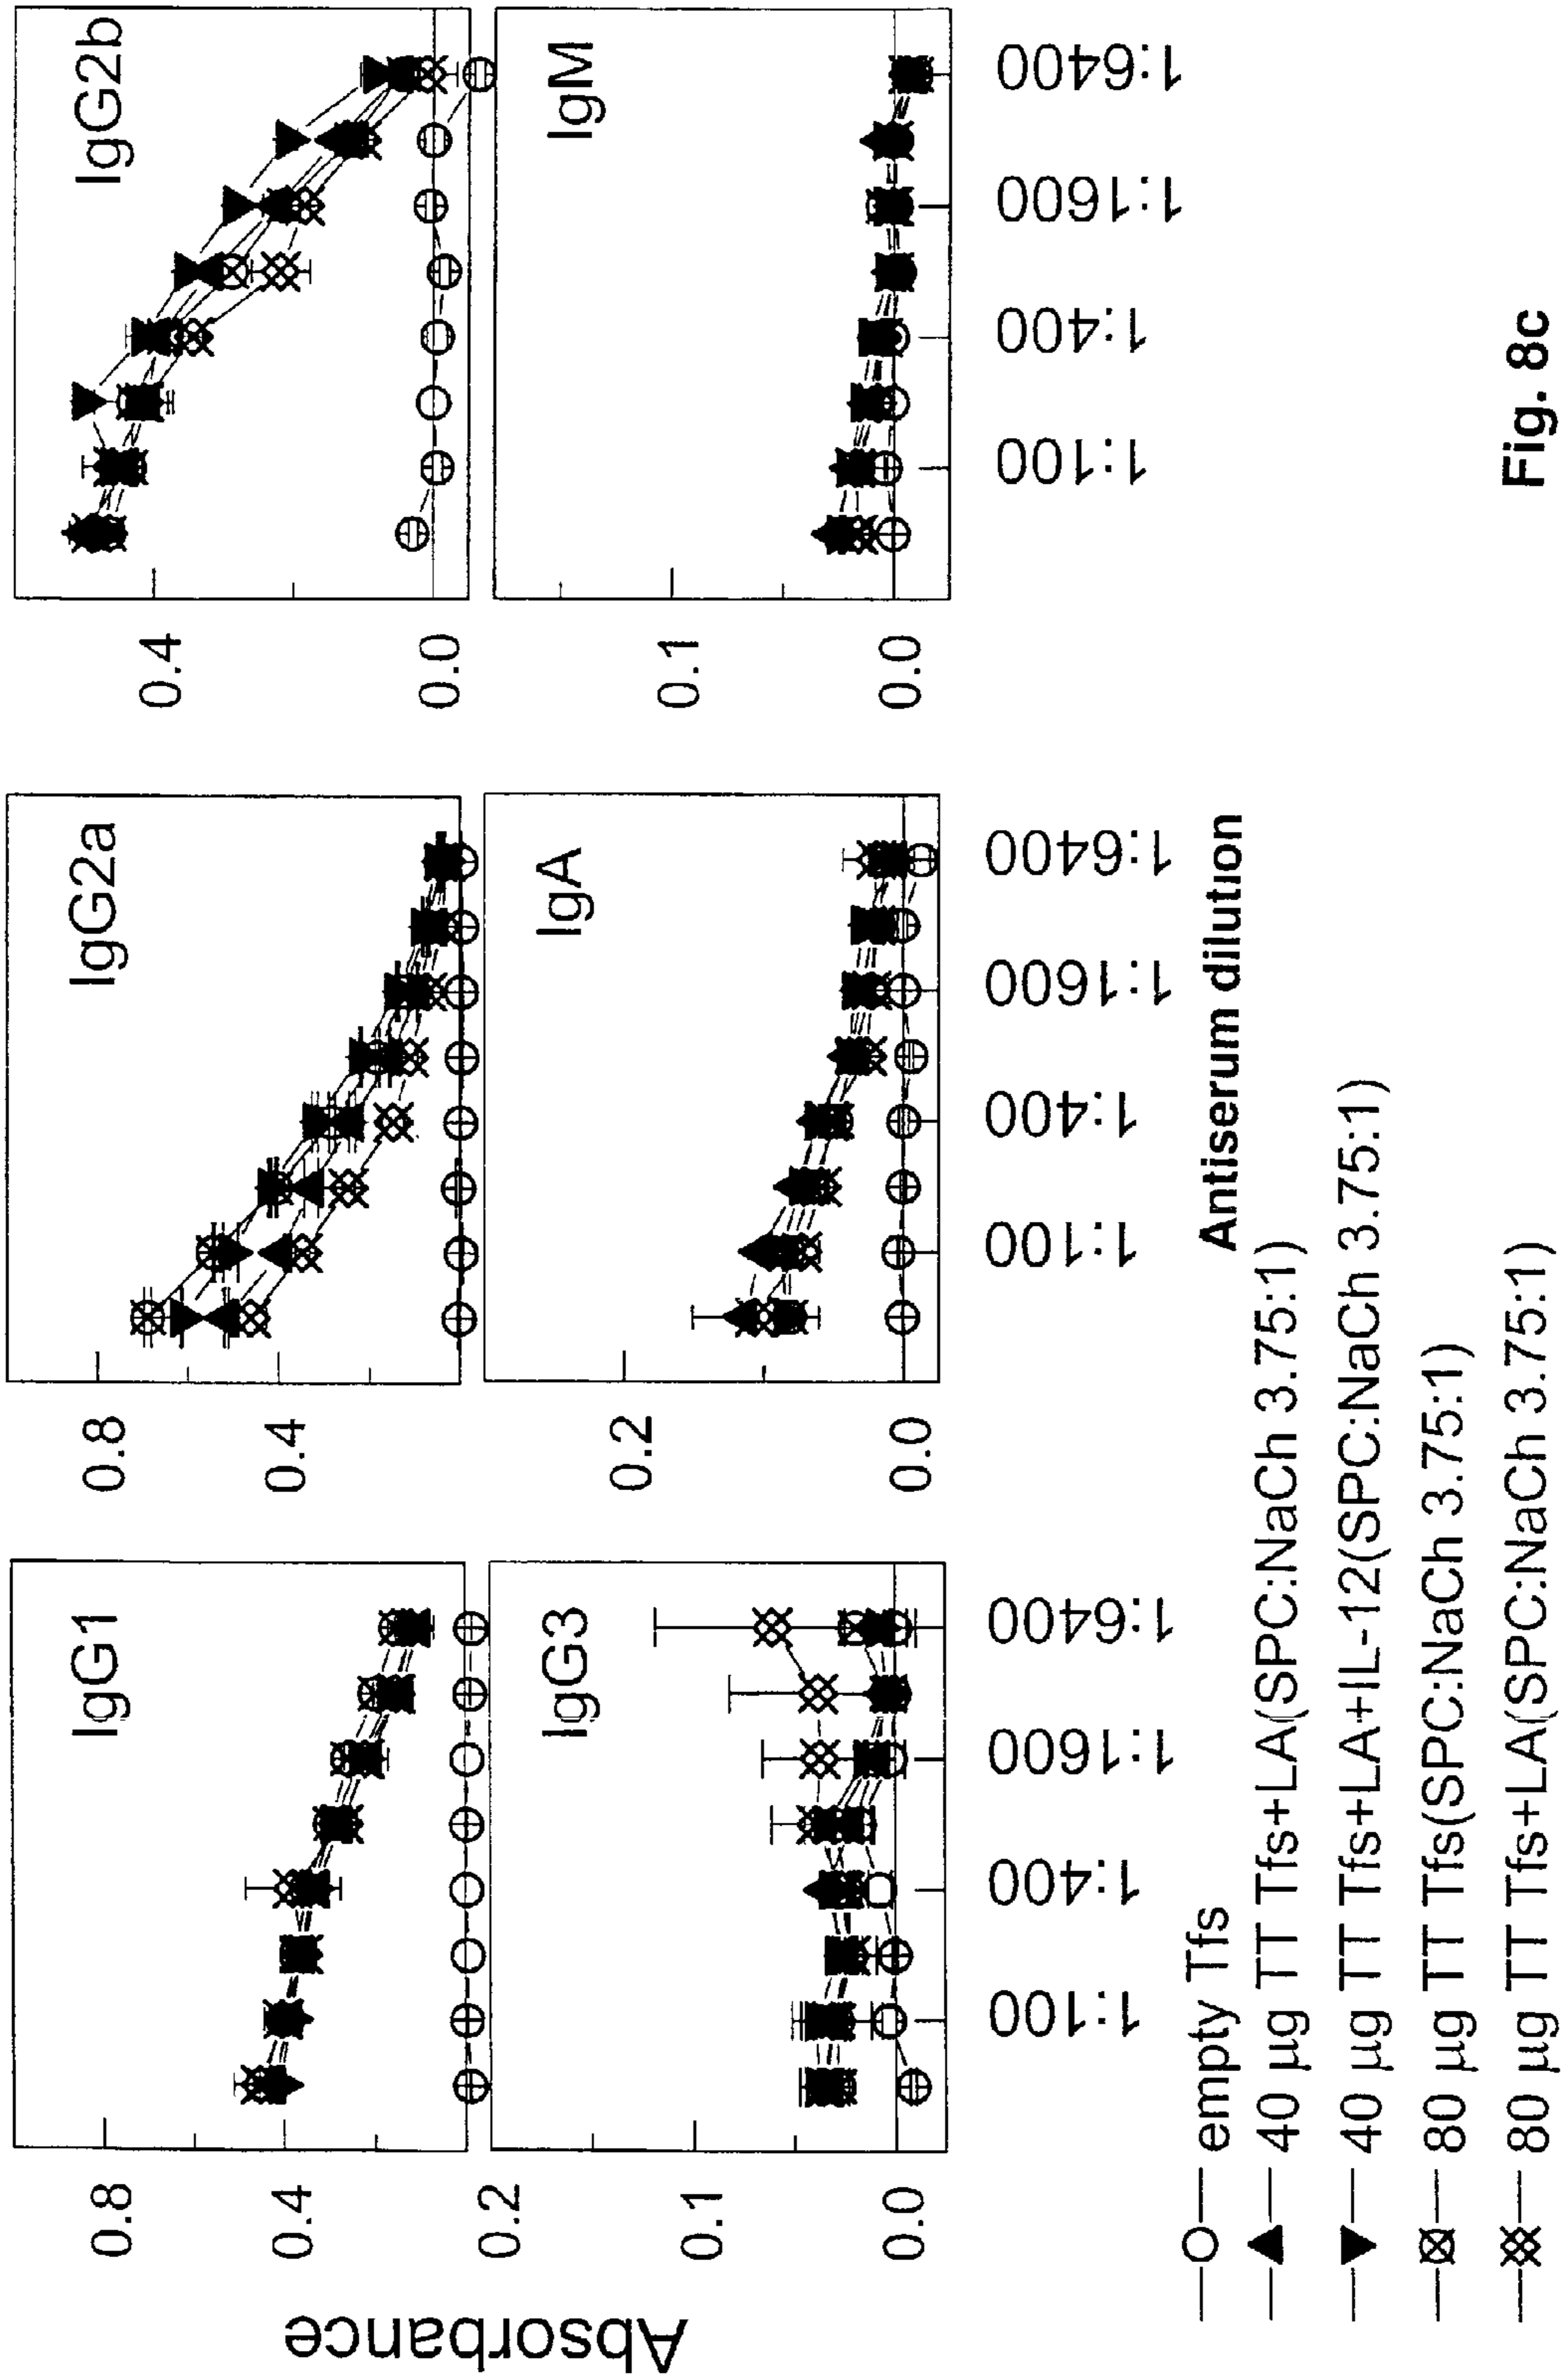 IgG1
IgG2a
IgG2b
0.8
0.4
0.8
0.4
0.4
0.0
Absorbance
IgG3
IgA
IgM
0.2
0.1
0.0
0.2
0.0
0.1
0.0
1:100
1:400
1:1600
1:6400
1:100
1:400
1:1600
1:6400
1:100
1:400
1:1600
1:6400
Antiserum dilution
empty Tfs
40 µg TT Tfs+LA(SPC:NaCh 3.75:1)
40 µg TT Tfs+LA+IL-12(SPC:NaCh 3.75:1)
80 µg TT Tfs(SPC:NaCh 3.75:1)
80 µg TT Tfs+LA(SPC:NaCh 3.75:1)
Fig. 8c